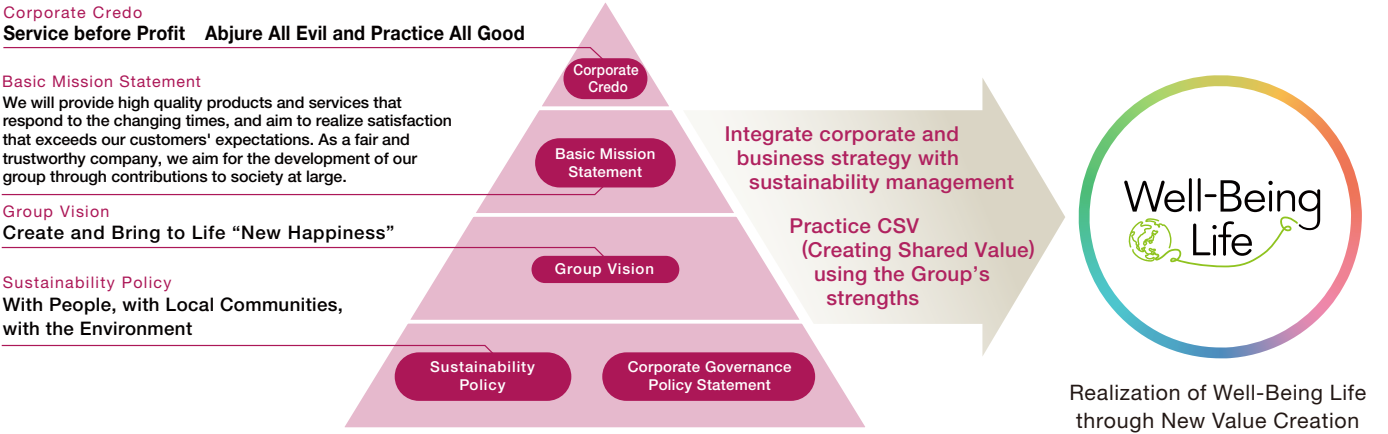 Corporate Credo
Service before Profit Abjure All Evil and Practice All Good
Basic Mission Statement
We will provide high quality products and services that
respond to the changing times, and aim to realize satisfaction
that exceeds our customers' expectations. As a fair and
trustworthy company, we aim for the development of our
group through contributions to society at large.
Group Vision
Create and Bring to Life “New Happiness”
Sustainability Policy
With People, with Local Communities,
with the Environment
Corporate
Credo
Basic Mission
Statement
Group Vision
Sustainability
Policy
Corporate Governance
Policy Statement
Integrate corporate and
business strategy with
sustainability management
Practice CSV
(Creating Shared Value)
using the Group’s
strengths
Well-Being
Life
Realization of Well-Being Life
through New Value Creation